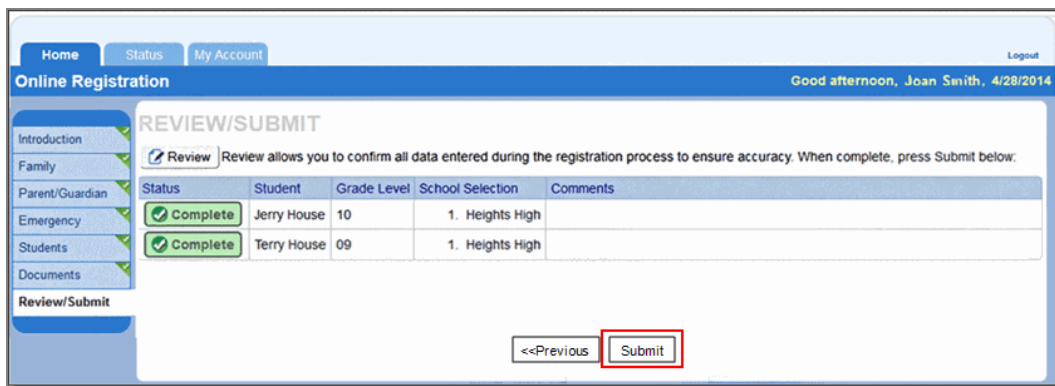 Home Status My Account Logout
Online Registration Good afternoon, Joan Smith, 4/28/2014
REVIEW/SUBMIT
Introduction
Review Review allows you to confirm all data entered during the registration process to ensure accuracy. When complete, press Submit below:
Family
Parent/Guardian
Status Student Grade Level School Selection Comments
Emergency
Complete Jerry House 10 1. Heights High
Students
Complete Terry House 09 1. Heights High
Documents
Review/Submit
<<Previous Submit